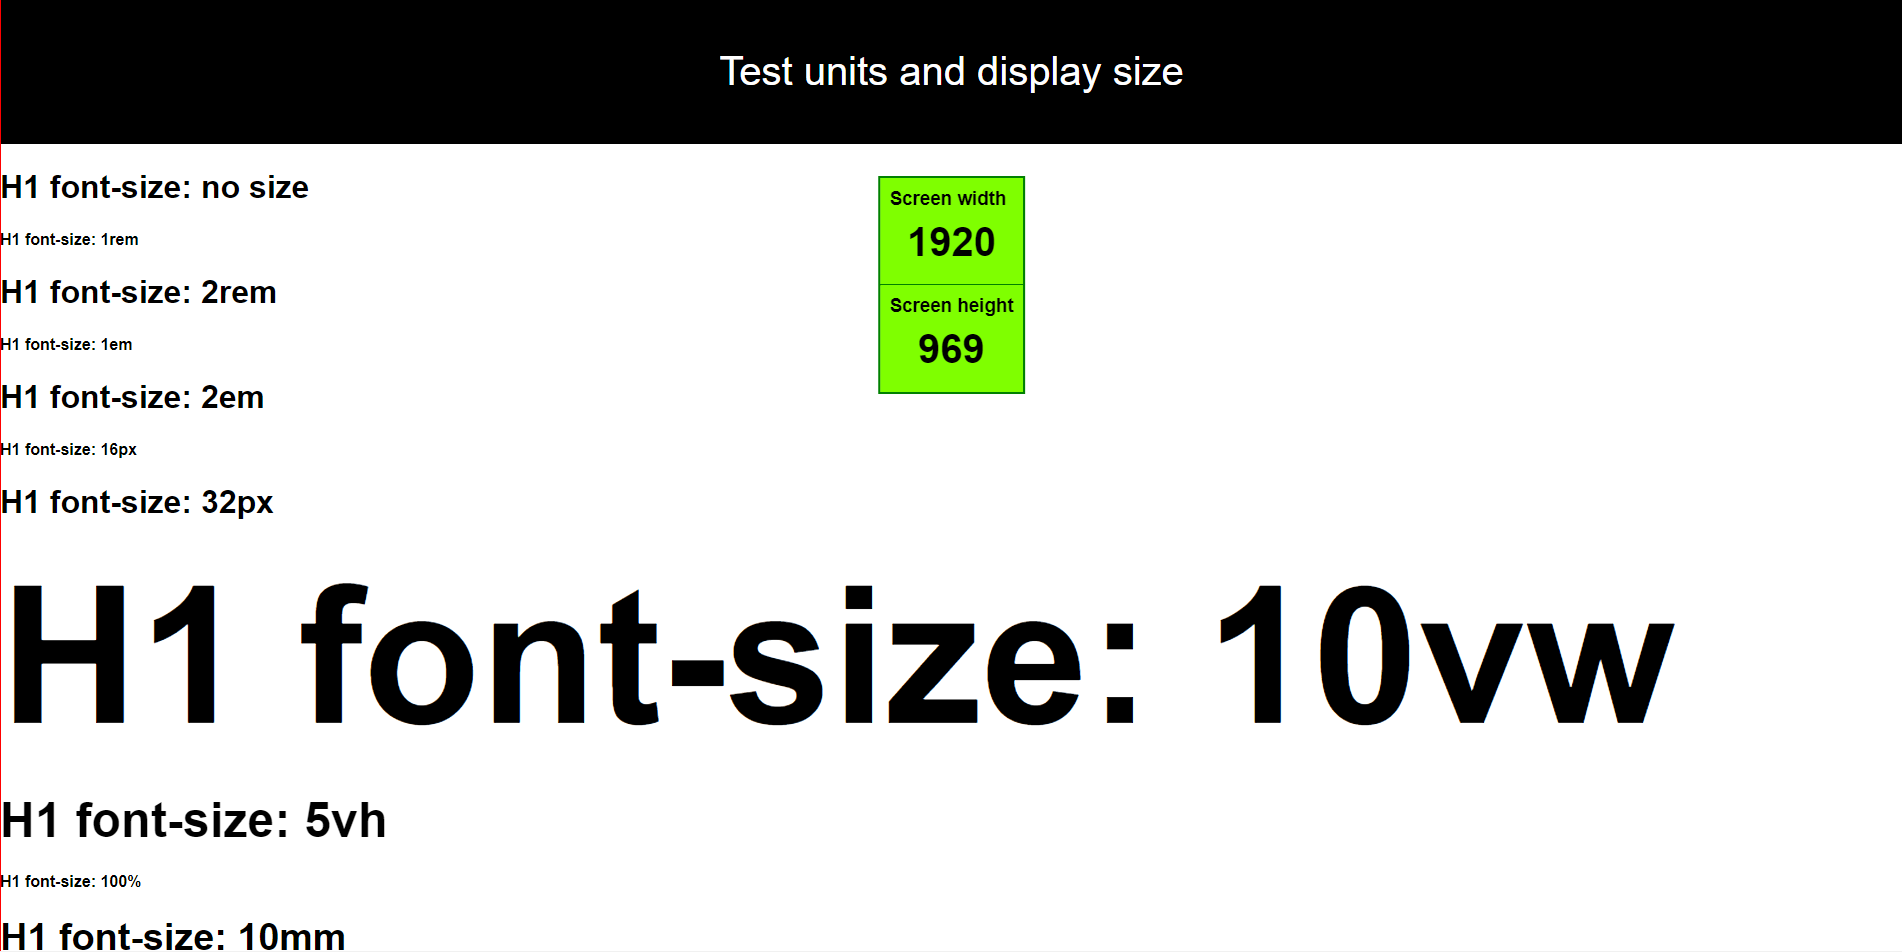 Test units and display size
H1 font-size: no size
H1 font-size: 1rem
H1 font-size: 2rem
H1 font-size: 1em
H1 font-size: 2em
H1 font-size: 16px
H1 font-size: 32px
Screen width
1920
Screen height
969
H1 font-size: 10vw
H1 font-size: 5vh
H1 font-size: 100%
H1 font-size: 10mm